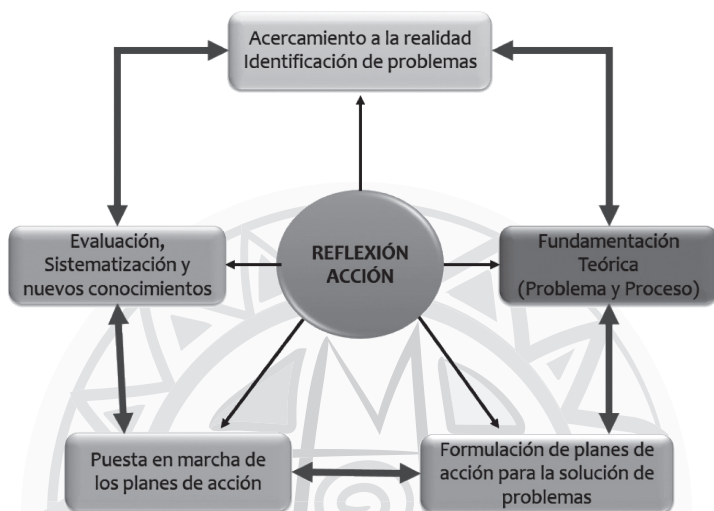 Acercamiento a la realidad
Identificación de problemas
Evaluación,
Sistematización y
nuevos conocimientos
REFLEXIÓN
ACCIÓN
Fundamentación
Teórica
(Problema y Proceso)
Puesta en marcha de
los planes de acción
Formulación de planes de
acción para la solución de
problemas